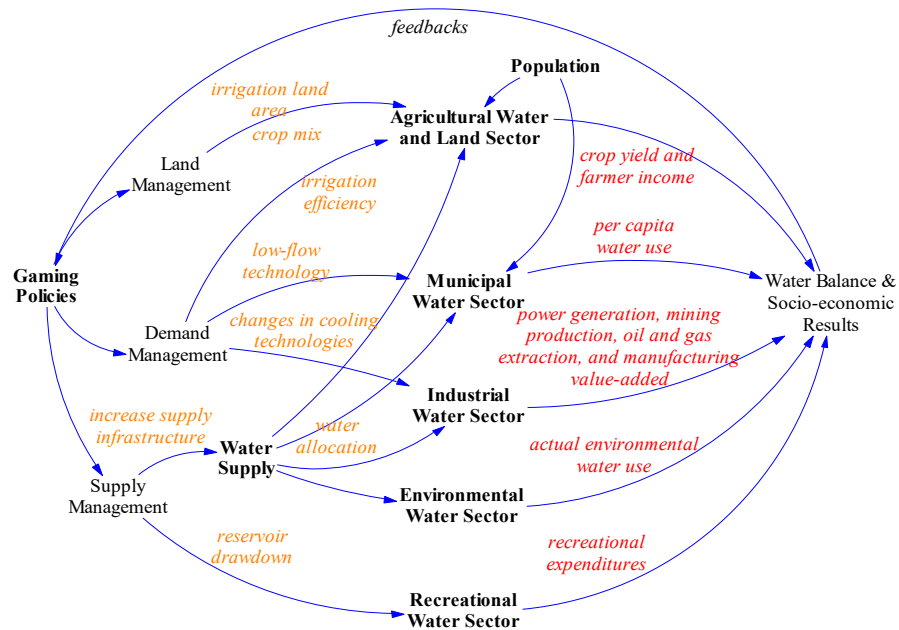 feedbacks
Population
irrigation land
area
crop mix
Agricultural Water
and Land Sector
Land
Management
crop yield and
farmer income
irrigation
efficiency
per capita
water use
low-flow
technology
Gaming
Policies
Municipal
Water Sector
Water Balance &
Socio-economic
Results
changes in cooling
technologies
Demand
Management
power generation, mining
production, oil and gas
extraction, and manufacturing
value-added
Industrial
Water Sector
increase supply
infrastructure
Water
Supply
water
allocation
actual environmental
water use
Supply
Management
Environmental
Water Sector
reservoir
drawdown
recreational
expenditures
Recreational
Water Sector